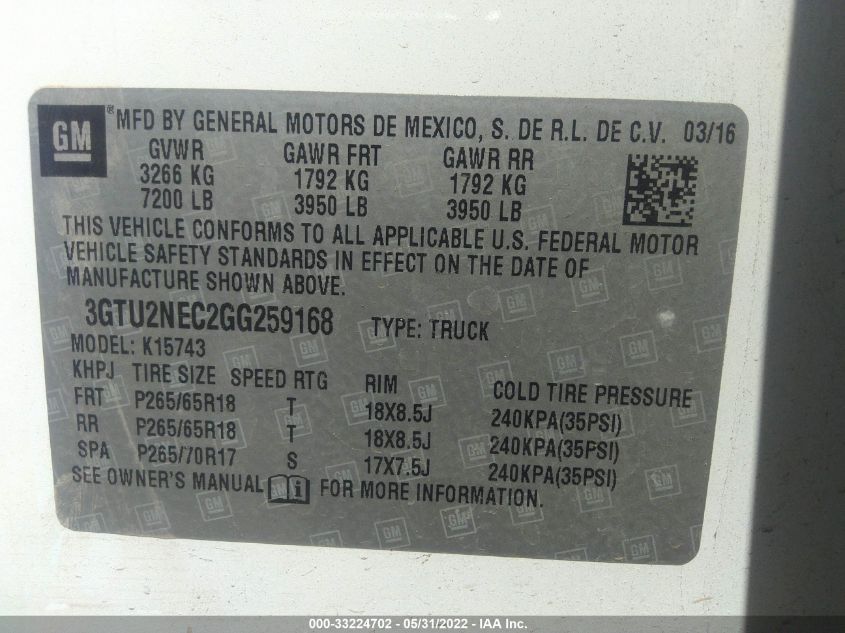 GM ® MFD BY GENERAL MOTORS DE MEXICO, S. DE R.L. DE C.V. 03/16
GVWR GAWR FRT GAWR RR
3266 KG 1792 KG 1792 KG
7200 LB 3950 LB 3950 LB
THIS VEHICLE CONFORMS TO ALL APPLICABLE U.S. FEDERAL MOTOR
VEHICLE SAFETY STANDARDS IN EFFECT ON THE DATE OF
MANUFACTURE SHOWN ABOVE.
3GTU2NEC2GG259168 TYPE: TRUCK
MODEL: K15743
KHPJ TIRE SIZE SPEED RTG RIM COLD TIRE PRESSURE
FRT P265/65R18 T 18X8.5J 240KPA(35PSI)
RR P265/65R18 T 18X8.5J 240KPA(35PSI)
SPA P265/70R17 S 17X7.5J 240KPA(35PSI)
SEE OWNER'S MANUAL FOR MORE INFORMATION.
000-33224702 - 05/31/2022 - IAA Inc.